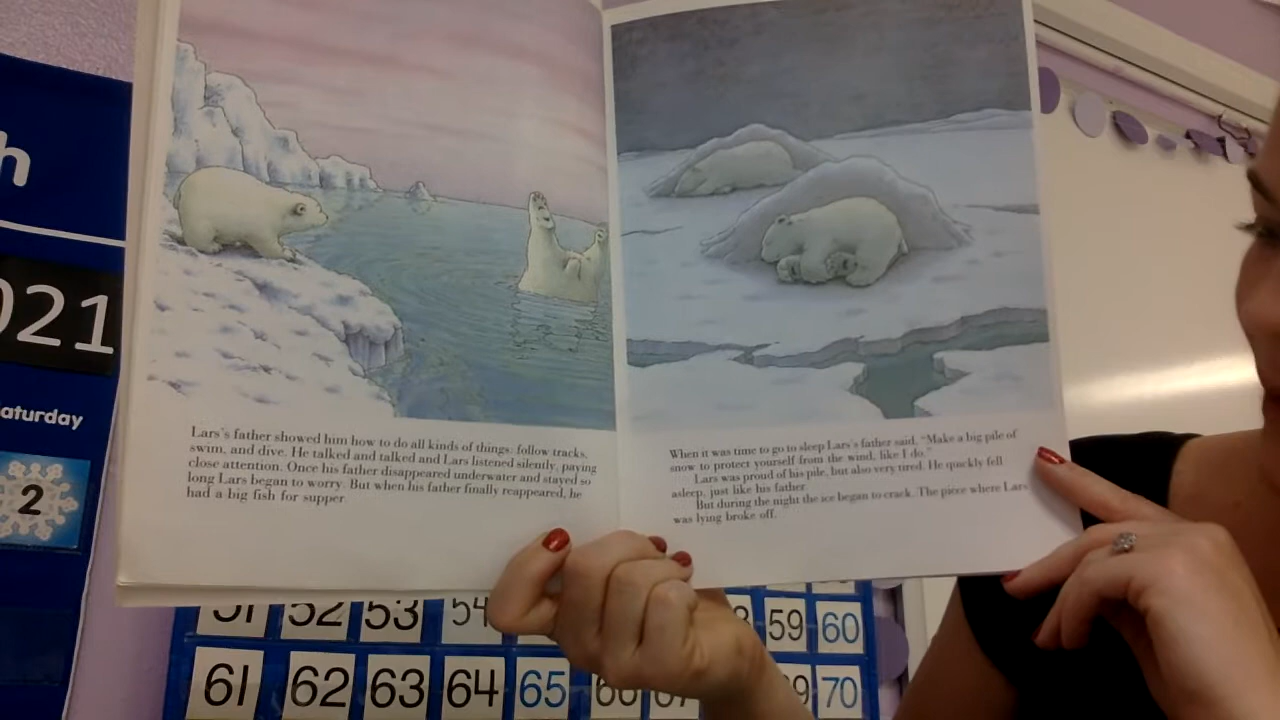 h
021
aturday
2
Lars's father showed him how to do all kinds of things: follow tracks,
swim, and dive. He talked and talked and Lars listened silently, paying
close attention. Once his father disappeared underwater and stayed so
long Lars began to worry. But when his father finally reappeared, he
had a big fish for supper.
When it was time to go to sleep Lars's father said, "Make a big pile of
snow to protect yourself from the wind, like I do."
Lars was proud of his pile, but also very tired. He quickly fell
asleep, just like his father.
But during the night the ice began to crack. The piece where Lars
was lying broke off.
51 52 53 54 59 60
61 62 63 64 65 66 67 70